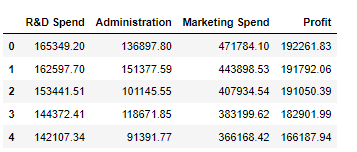 R&D Spend Administration Marketing Spend Profit
0 165349.20 136897.80 471784.10 192261.83
1 162597.70 151377.59 443898.53 191792.06
2 153441.51 101145.55 407934.54 191050.39
3 144372.41 118671.85 383199.62 182901.99
4 142107.34 91391.77 366168.42 166187.94